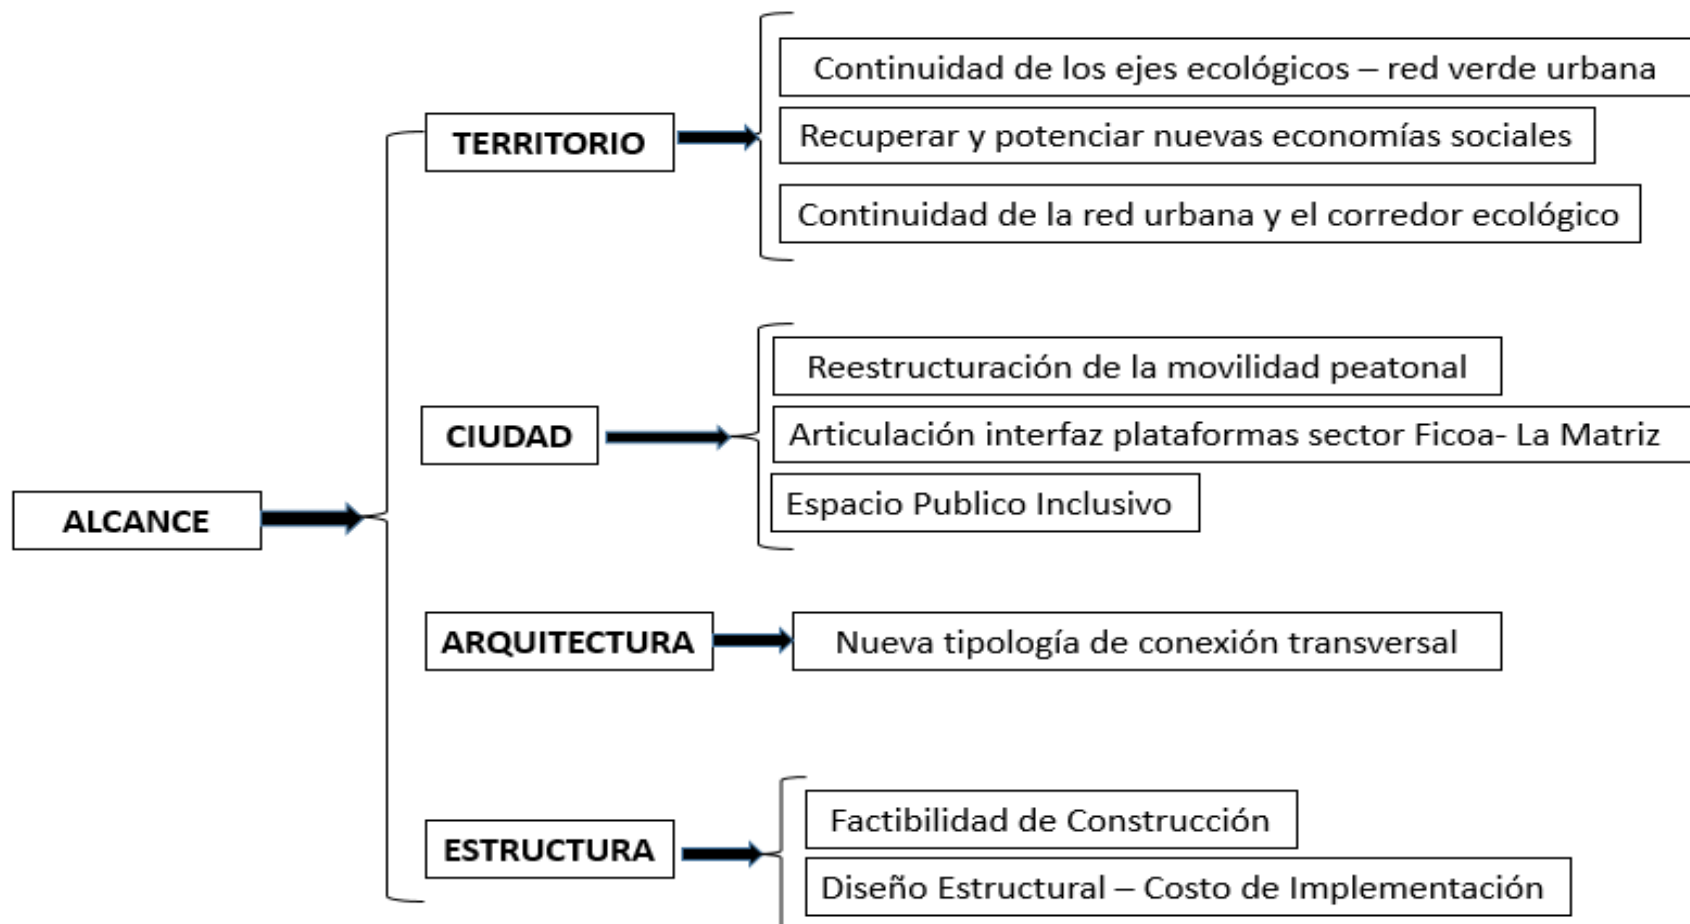 ALCANCE
TERRITORIO
Continuidad de los ejes ecológicos – red verde urbana
Recuperar y potenciar nuevas economías sociales
Continuidad de la red urbana y el corredor ecológico
CIUDAD
Reestructuración de la movilidad peatonal
Articulación interfaz plataformas sector Ficoa- La Matriz
Espacio Publico Inclusivo
ARQUITECTURA
Nueva tipología de conexión transversal
ESTRUCTURA
Factibilidad de Construcción
Diseño Estructural – Costo de Implementación